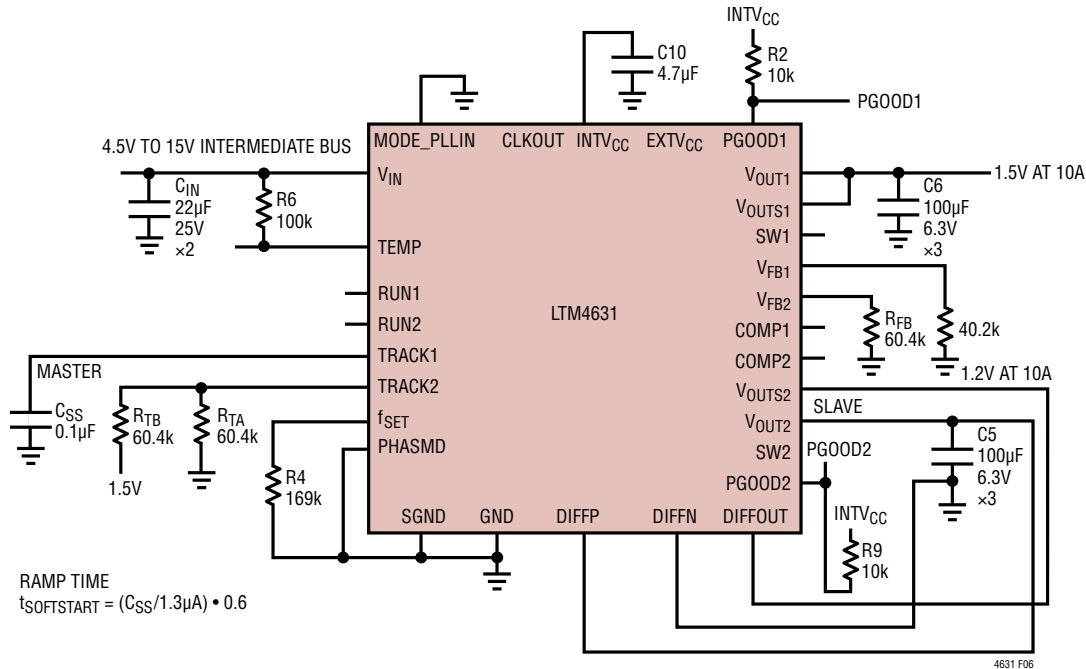 INTVCC
R2
10k
C10
4.7µF
PGOOD1
4.5V TO 15V INTERMEDIATE BUS
MODE_PLLIN CLKOUT INTVCC EXTVCC PGOOD1
CIN
22µF
25V
×2
R6
100k
VIN
TEMP
RUN1
RUN2
TRACK1
TRACK2
fSET
PHASMD
LTM4631
VOUT1
VOUTS1
SW1
VFB1
VFB2
COMP1
COMP2
VOUTS2
VOUT2
SW2
PGOOD2
SGND GND DIFFP DIFFN DIFFOUT
1.5V AT 10A
C6
100µF
6.3V
×3
RFB
60.4k
40.2k
1.2V AT 10A
SLAVE
C5
100µF
6.3V
×3
PGOOD2
INTVCC
R9
10k
MASTER
CSS
0.1µF
RTB
60.4k
RTA
60.4k
1.5V
R4
169k
RAMP TIME
tSOFTSTART = (CSS/1.3µA) • 0.6
4631 F06